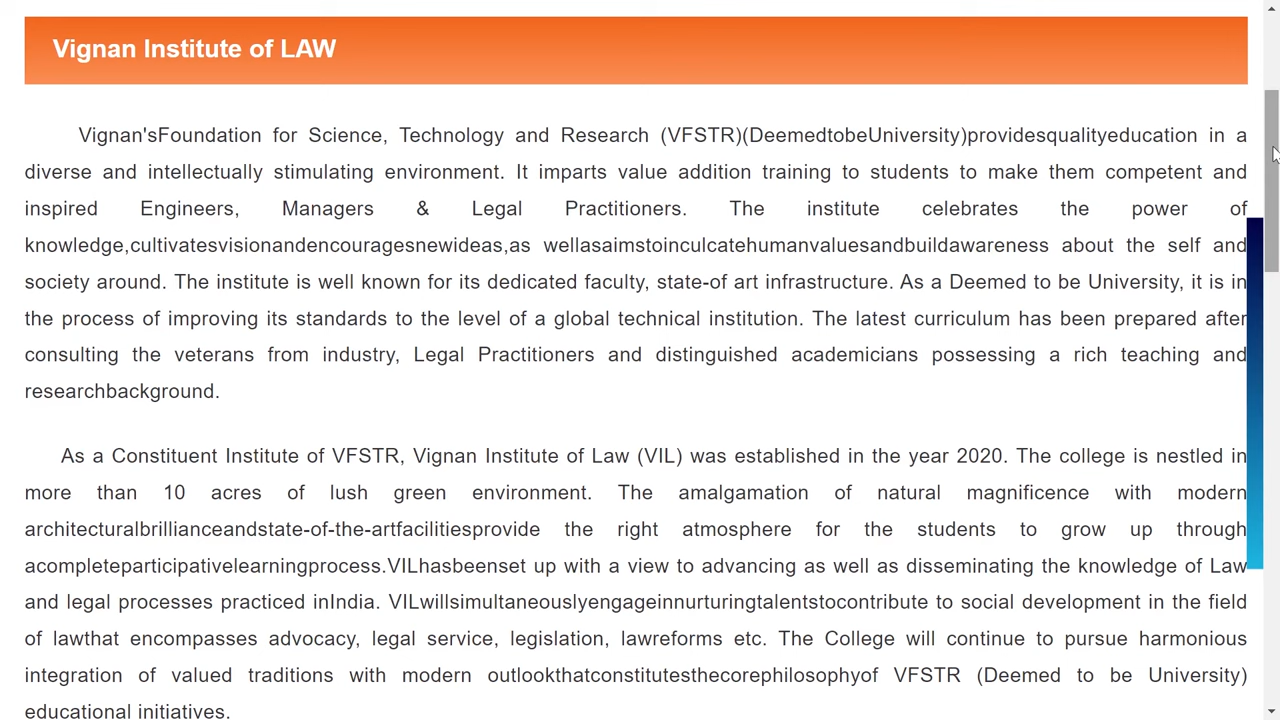 Vignan Institute of LAW
Vignan'sFoundation for Science, Technology and Research (VFSTR)(DeemedtobeUniversity)providesqualityeducation in a
diverse and intellectually stimulating environment. It imparts value addition training to students to make them competent and
inspired Engineers, Managers & Legal Practitioners. The institute celebrates the power of
knowledge,cultivatesvisionandencouragesnewideas,as wellasaimstoinculcatehumanvaluesandbuildawareness about the self and
society around. The institute is well known for its dedicated faculty, state-of art infrastructure. As a Deemed to be University, it is in
the process of improving its standards to the level of a global technical institution. The latest curriculum has been prepared after
consulting the veterans from industry, Legal Practitioners and distinguished academicians possessing a rich teaching and
researchbackground.
As a Constituent Institute of VFSTR, Vignan Institute of Law (VIL) was established in the year 2020. The college is nestled in
more than 10 acres of lush green environment. The amalgamation of natural magnificence with modern
architecturalbrillianceandstate-of-the-artfacilitiesprovide the right atmosphere for the students to grow up through
acompleteparticipativelearningprocess.VILhasbeenset up with a view to advancing as well as disseminating the knowledge of Law
and legal processes practiced inIndia. VILwillsimultaneouslyengageinnurturingtalentstocontribute to social development in the field
of lawthat encompasses advocacy, legal service, legislation, lawreforms etc. The College will continue to pursue harmonious
integration of valued traditions with modern outlookthatconstitutesthecorephilosophyof VFSTR (Deemed to be University)
educational initiatives.